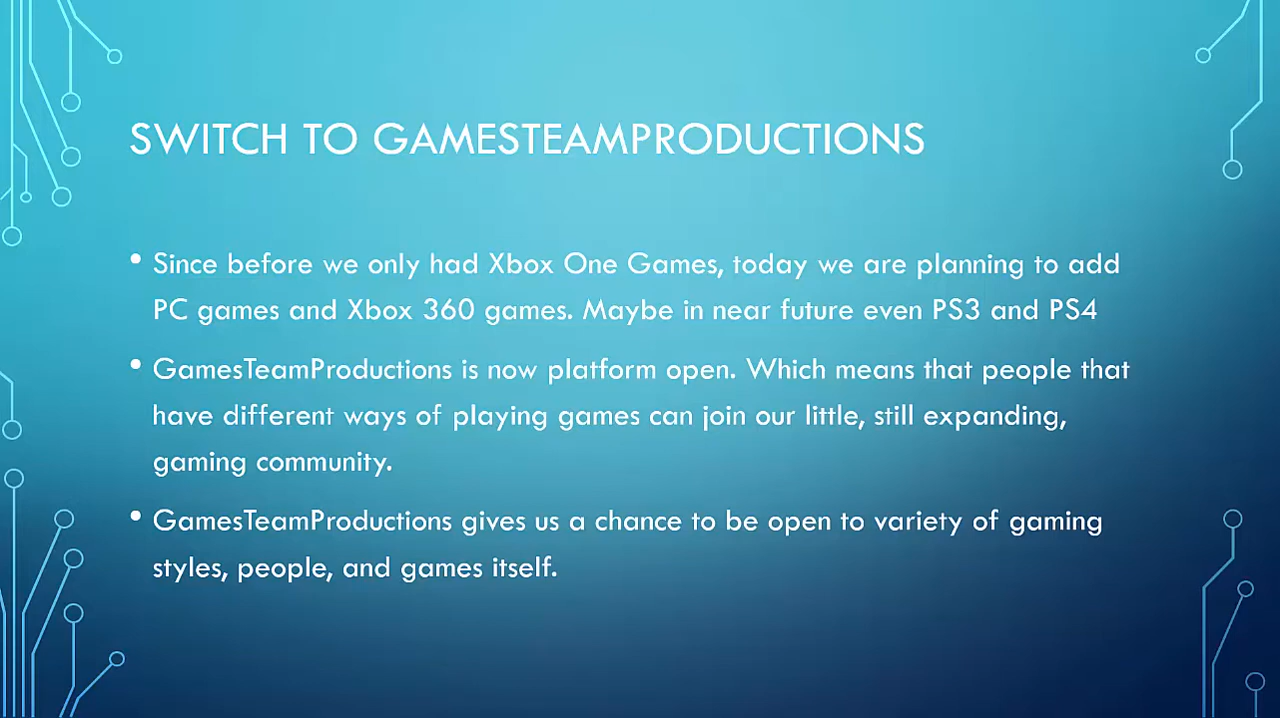 SWITCH TO GAMESTEAMPRODUCTIONS
• Since before we only had Xbox One Games, today we are planning to add
PC games and Xbox 360 games. Maybe in near future even PS3 and PS4
• GamesTeamProductions is now platform open. Which means that people that
have different ways of playing games can join our little, still expanding,
gaming community.
• GamesTeamProductions gives us a chance to be open to variety of gaming
styles, people, and games itself.